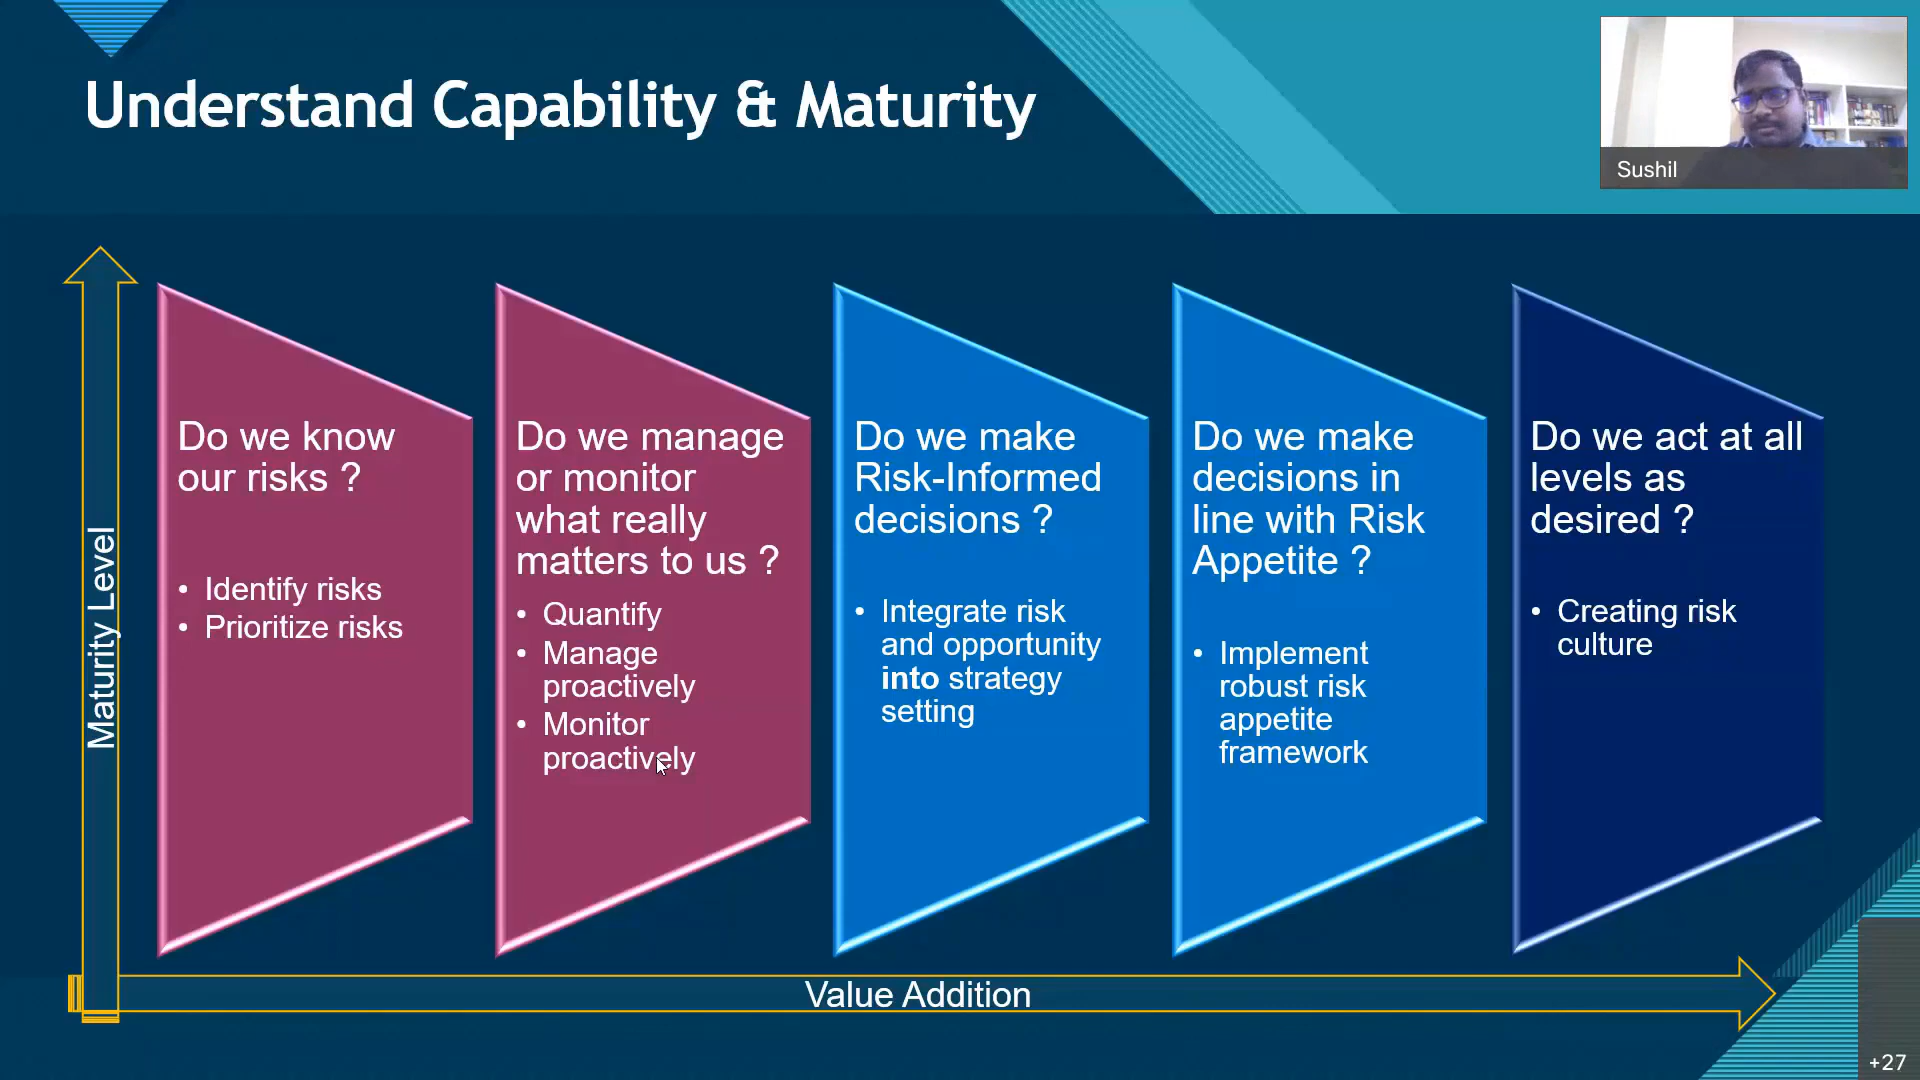 Understand Capability & Maturity
Sushil
Maturity Level
Do we know
our risks ?
• Identify risks
• Prioritize risks
Do we manage
or monitor
what really
matters to us ?
• Quantify
• Manage
proactively
• Monitor
proactively
Do we make
Risk-Informed
decisions ?
• Integrate risk
and opportunity
into strategy
setting
Do we make
decisions in
line with Risk
Appetite ?
• Implement
robust risk
appetite
framework
Do we act at all
levels as
desired ?
• Creating risk
culture
Value Addition
+27